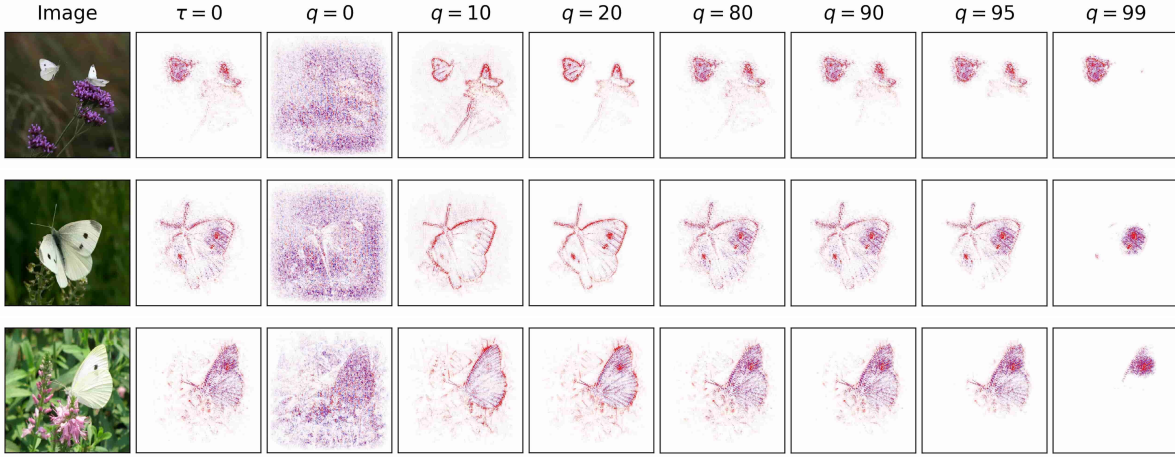 Image τ = 0 q = 0 q = 10 q = 20 q = 80 q = 90 q = 95 q = 99